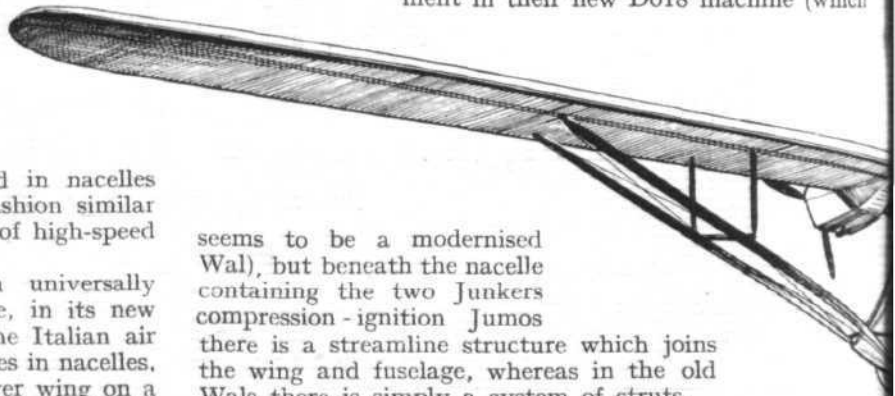 ment in their new Do18 machine (which
d in nacelles
shion similar
of high-speed
universally
e, in its new
ne Italian air
es in nacelles,
ver wing on a
seems to be a modernised
Wal), but beneath the nacelle
containing the two Junkers
compression-ignition Jumos
there is a streamline structure which joins
the wing and fuselage, whereas in the old
Wals there is simply a system of struts